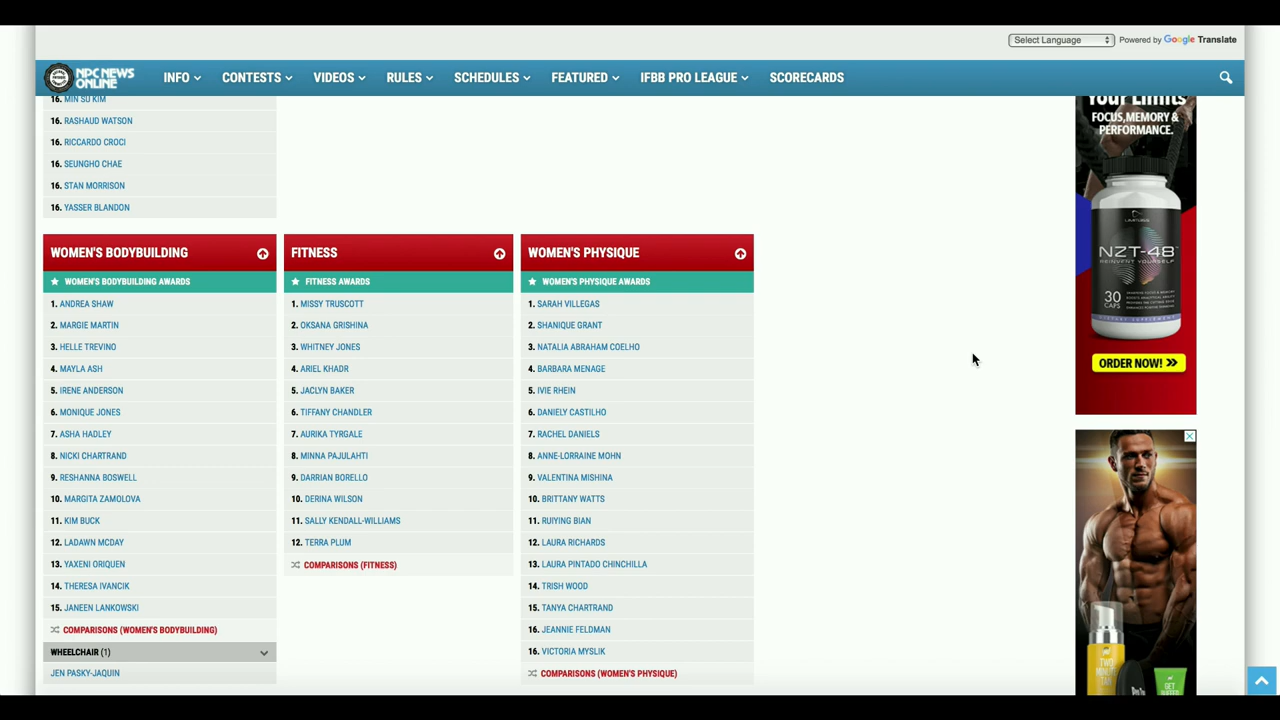 Select Language
Powered by Google Translate
NPC NEWS ONLINE
INFO
CONTESTS
VIDEOS
RULES
SCHEDULES
FEATURED
IFBB PRO LEAGUE
SCORECARDS
16. MIN SU KIM
16. RASHAUD WATSON
16. RICCARDO CROCI
16. SEUNGHO CHAE
16. STAN MORRISON
16. YASSER BLANDON
WOMEN'S BODYBUILDING
WOMEN'S BODYBUILDING AWARDS
1. ANDREA SHAW
2. MARGIE MARTIN
3. HELLE TREVINO
4. MAYLA ASH
5. IRENE ANDERSON
6. MONIQUE JONES
7. ASHA HADLEY
8. NICKI CHARTRAND
9. RESHANNA BOSWELL
10. MARGITA ZAMOLOVA
11. KIM BUCK
12. LADAWN MCDAY
13. YAXENI ORIQUEN
14. THERESA IVANCIK
15. JANEEN LANKOWSKI
COMPARISONS (WOMEN'S BODYBUILDING)
WHEELCHAIR (1)
JEN PASKY-JAQUIN
FITNESS
FITNESS AWARDS
1. MISSY TRUSCOTT
2. OKSANA GRISHINA
3. WHITNEY JONES
4. ARIEL KHADR
5. JACLYN BAKER
6. TIFFANY CHANDLER
7. AURIKA TYRGALE
8. MINNA PAJULAHTI
9. DARRIAN BORELLO
10. DERINA WILSON
11. SALLY KENDALL-WILLIAMS
12. TERRA PLUM
COMPARISONS (FITNESS)
WOMEN'S PHYSIQUE
WOMEN'S PHYSIQUE AWARDS
1. SARAH VILLEGAS
2. SHANIQUE GRANT
3. NATALIA ABRAHAM COELHO
4. BARBARA MENAGE
5. IVIE RHEIN
6. DANIELY CASTILHO
7. RACHEL DANIELS
8. ANNE-LORRAINE MOHN
9. VALENTINA MISHINA
10. BRITTANY WATTS
11. RUIYING BIAN
12. LAURA RICHARDS
13. LAURA PINTADO CHINCHILLA
14. TRISH WOOD
15. TANYA CHARTRAND
16. JEANNIE FELDMAN
16. VICTORIA MYSLIK
COMPARISONS (WOMEN'S PHYSIQUE)
Your Limits
FOCUS,MEMORY &
PERFORMANCE.
NZT-48
REINVENT YOURSELF
30
CAPS
ORDER NOW!
TWO
MINUTE
TAN
GET